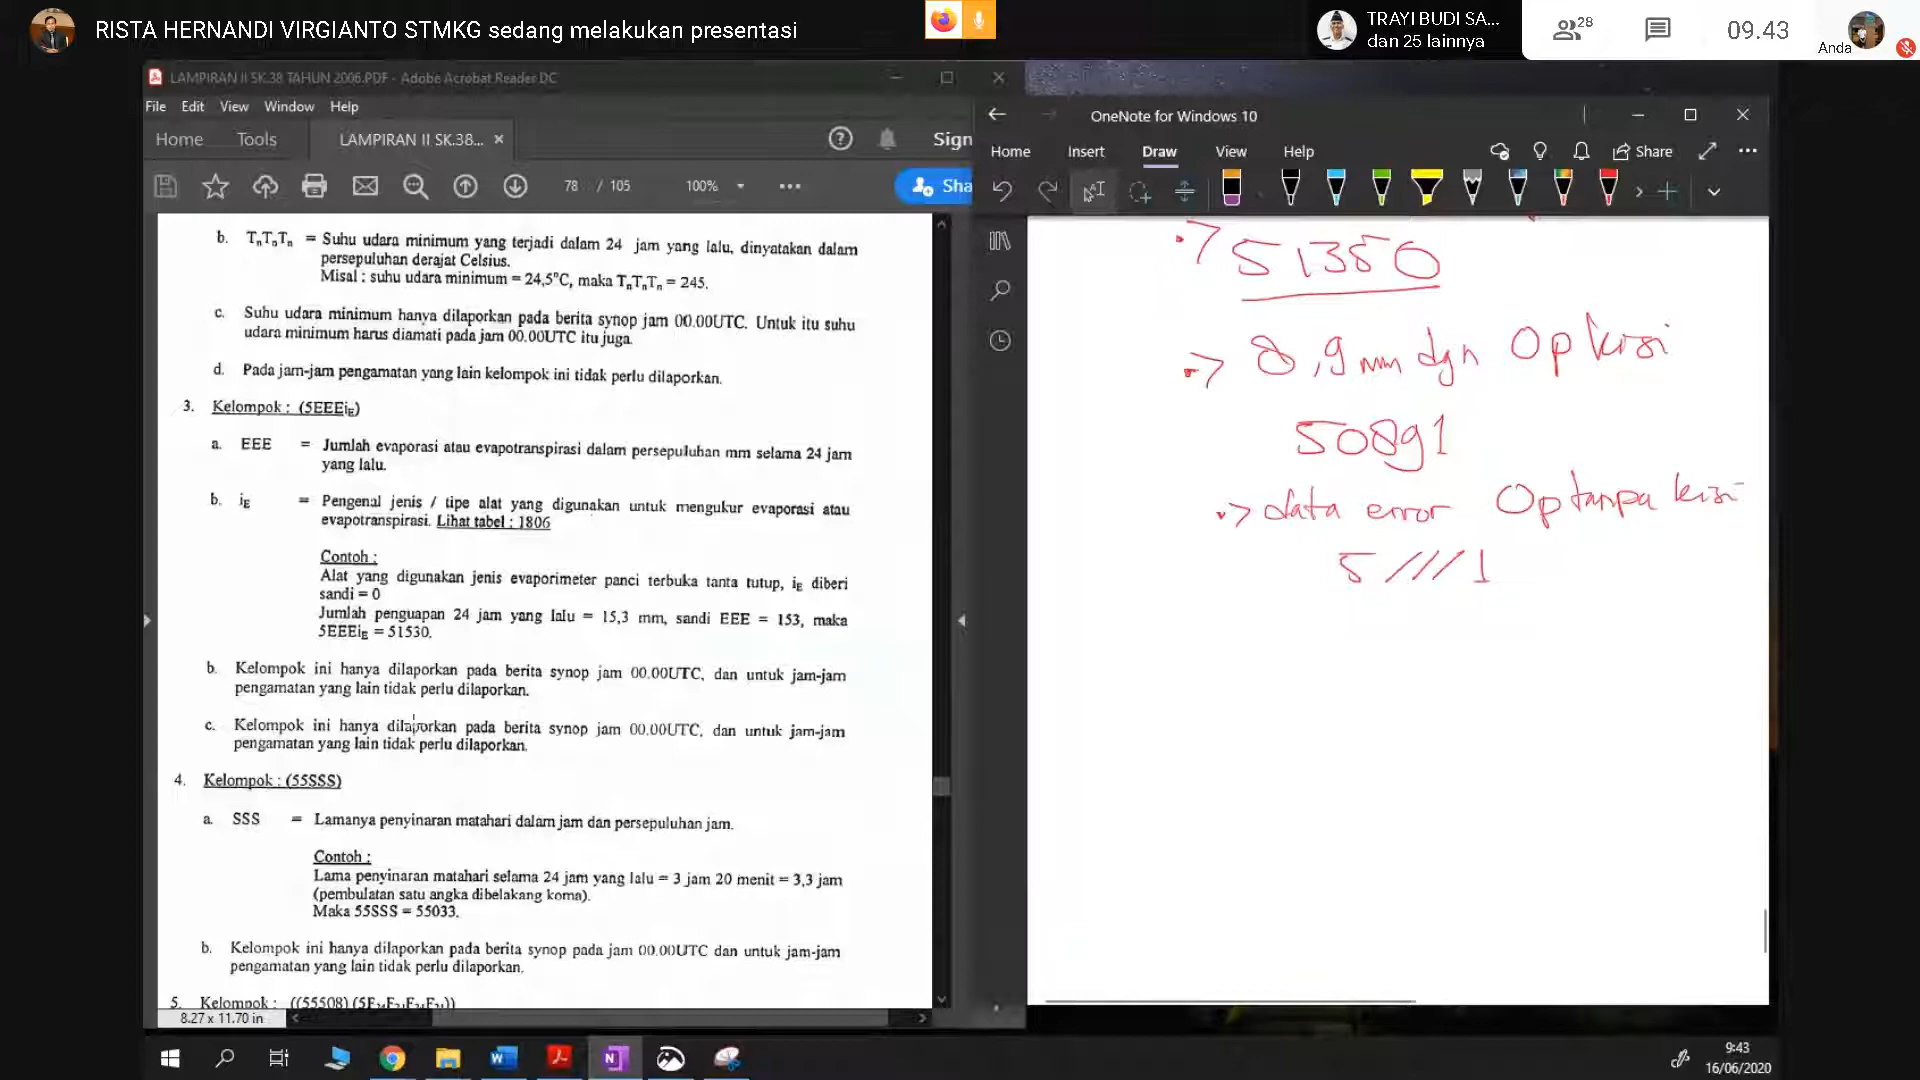 RISTA HERNANDI VIRGIANTO STMKG sedang melakukan presentasi
TRAYI BUDI SA...
dan 25 lainnya
28
09.43
Anda
LAMPIRAN II SK.38 TAHUN 2006.PDF - Adobe Acrobat Reader DC
File Edit View Window Help
Home Tools LAMPIRAN II SK.38... × Sign
78 / 105 100% Sha
b. TnTnTn = Suhu udara minimum yang terjadi dalam 24 jam yang lalu, dinyatakan dalam
persepuluhan derajat Celsius.
Misal : suhu udara minimum = 24,5°C, maka TnTnTn = 245.
c. Suhu udara minimum hanya dilaporkan pada berita synop jam 00.00UTC. Untuk itu suhu
udara minimum harus diamati pada jam 00.00UTC itu juga.
d. Pada jam-jam pengamatan yang lain kelompok ini tidak perlu dilaporkan.
3. Kelompok : (5EEEiE)
a. EEE = Jumlah evaporasi atau evapotranspirasi dalam persepuluhan mm selama 24 jam
yang lalu.
b. iE = Pengenal jenis / tipe alat yang digunakan untuk mengukur evaporasi atau
evapotranspirasi. Lihat tabel : 1806
Contoh :
Alat yang digunakan jenis evaporimeter panci terbuka tanta tutup, iE diberi
sandi = 0
Jumlah penguapan 24 jam yang lalu = 15,3 mm, sandi EEE = 153, maka
5EEEiE = 51530.
b. Kelompok ini hanya dilaporkan pada berita synop jam 00.00UTC, dan untuk jam-jam
pengamatan yang lain tidak perlu dilaporkan.
c. Kelompok ini hanya dilaporkan pada berita synop jam 00.00UTC, dan untuk jam-jam
pengamatan yang lain tidak perlu dilaporkan.
4. Kelompok : (55SSS)
a. SSS = Lamanya penyinaran matahari dalam jam dan persepuluhan jam.
Contoh :
Lama penyinaran matahari selama 24 jam yang lalu = 3 jam 20 menit = 3,3 jam
(pembulatan satu angka dibelakang koma).
Maka 55SSS = 55033.
b. Kelompok ini hanya dilaporkan pada berita synop pada jam 00.00UTC dan untuk jam-jam
pengamatan yang lain tidak perlu dilaporkan.
5. Kelompok : ((55508) (5F24F24F24F24))
8.27 x 11.70 in
OneNote for Windows 10
Home Insert Draw View Help Share
51350
8,9 mm dgn Op kisi
50891
data error Op tanpa kisi
5 /// 1
9:43
16/06/2020